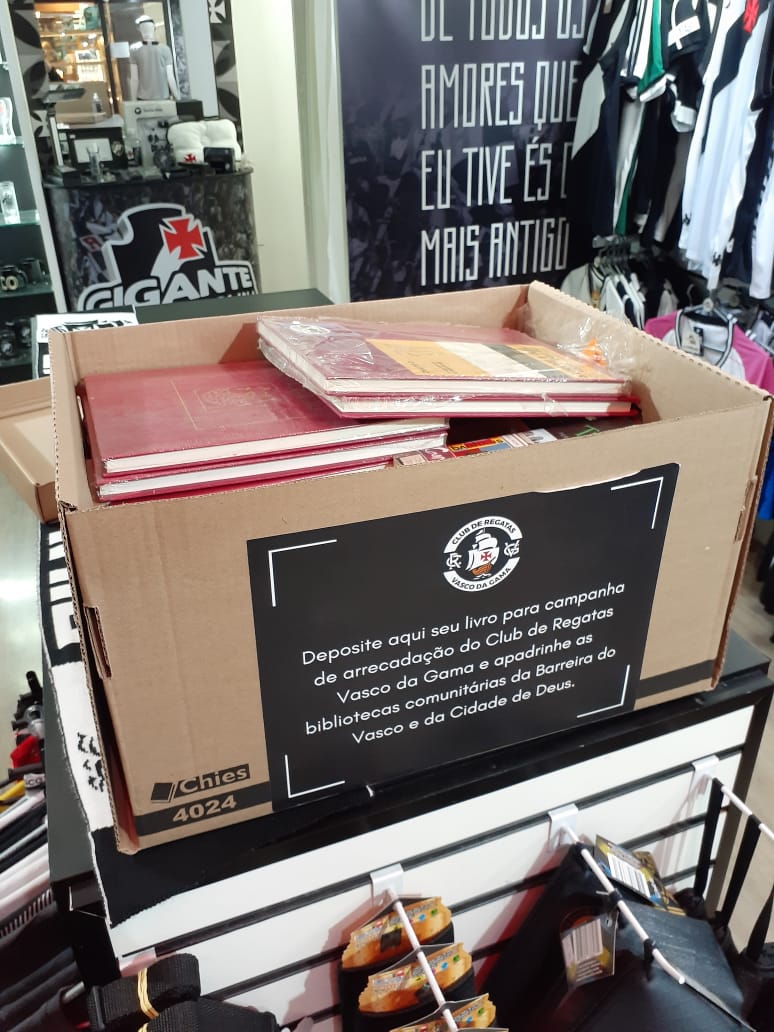 DE TODOS OS
AMORES QUE
EU TIVE ÉS O
MAIS ANTIGO
GIGANTE
CLUB DE REGATAS
VASCO DA GAMA
Deposite aqui seu livro para campanha
de arrecadação do Club de Regatas
Vasco da Gama e apadrinhe as
bibliotecas comunitárias da Barreira do
Vasco e da Cidade de Deus.
Chies
4024